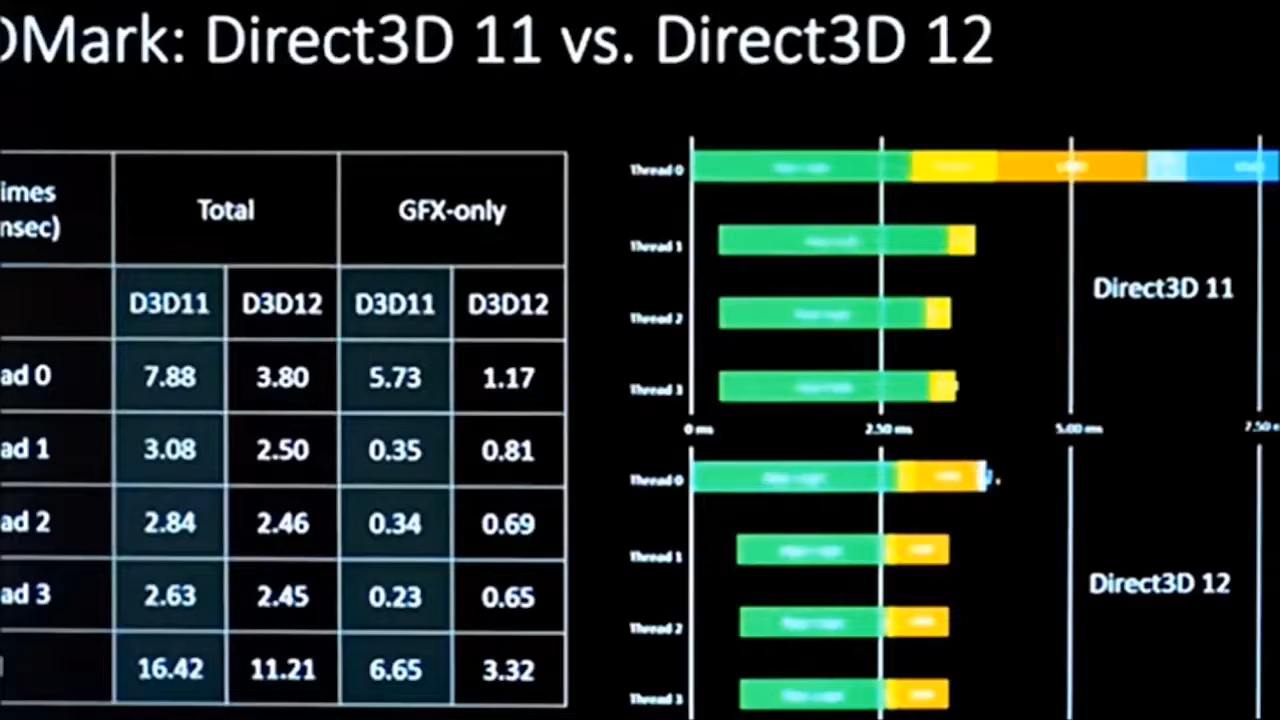 DMark: Direct3D 11 vs. Direct3D 12
imes
nsec)
Total
GFX-only
D3D11 D3D12 D3D11 D3D12
ad 0 7.88 3.80 5.73 1.17
ad 1 3.08 2.50 0.35 0.81
ad 2 2.84 2.46 0.34 0.69
ad 3 2.63 2.45 0.23 0.65
16.42 11.21 6.65 3.32
Thread 0
Thread 1
Direct3D 11
Thread 2
Thread 3
0 ms 2.50 ms 5.00 ms 7.50
Thread 0
Thread 1
Direct3D 12
Thread 2
Thread 3